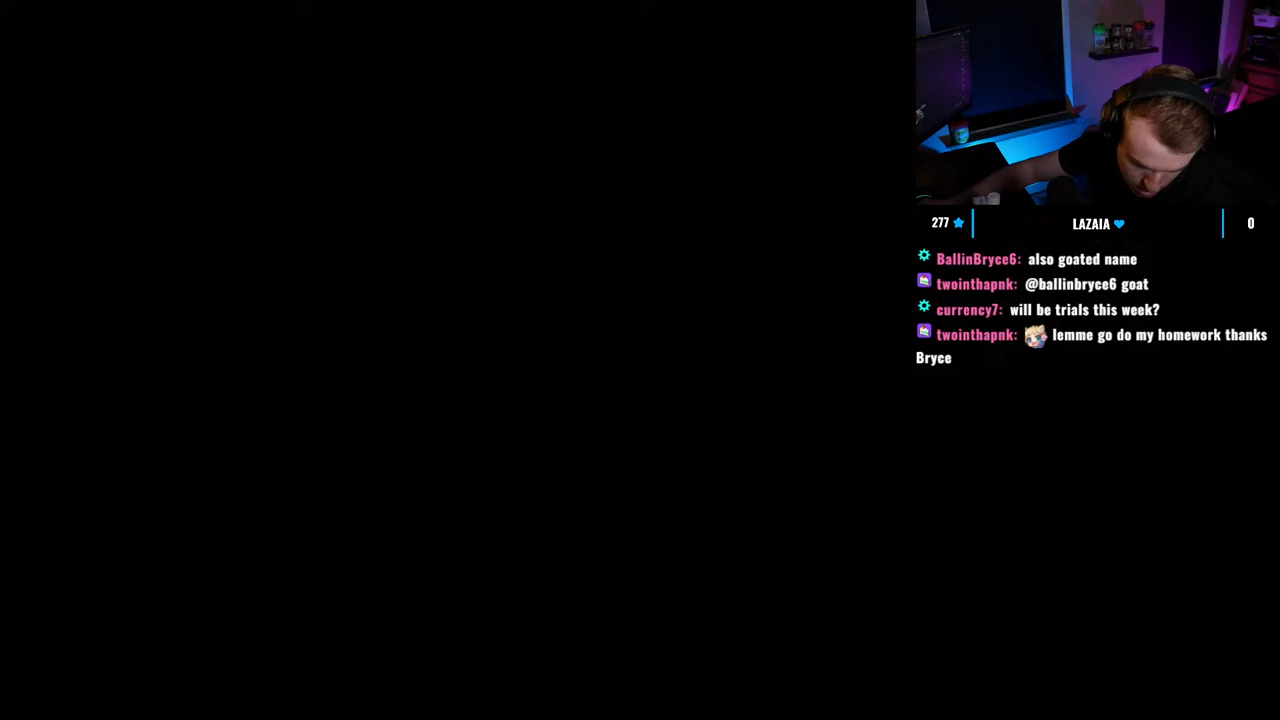 277
LAZAIA
0
BallinBryce6: also goated name
twointhapnk: @ballinbryce6 goat
currency7: will be trials this week?
twointhapnk: lemme go do my homework thanks
Bryce